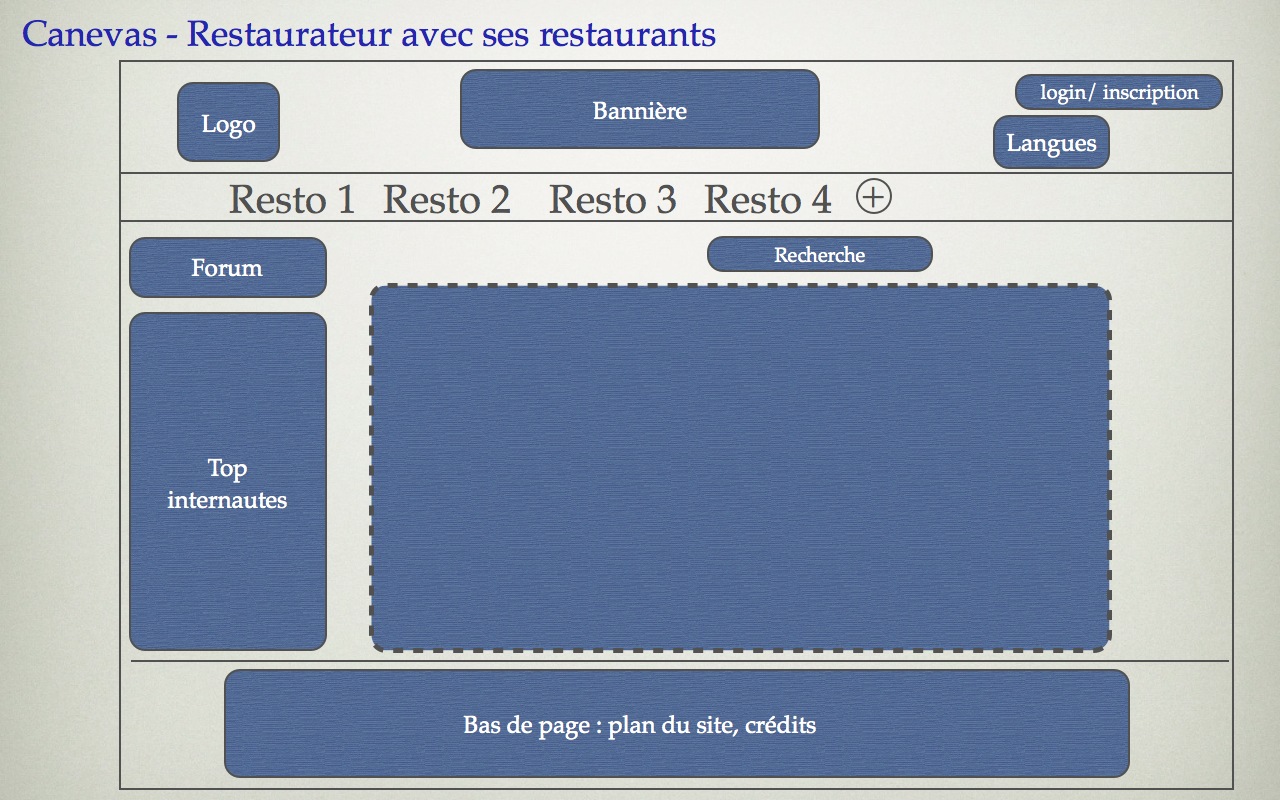 Canevas - Restaurateur avec ses restaurants
Logo
Bannière
login/ inscription
Langues
Resto 1 Resto 2 Resto 3 Resto 4 +
Forum
Recherche
Top
internautes
Bas de page : plan du site, crédits